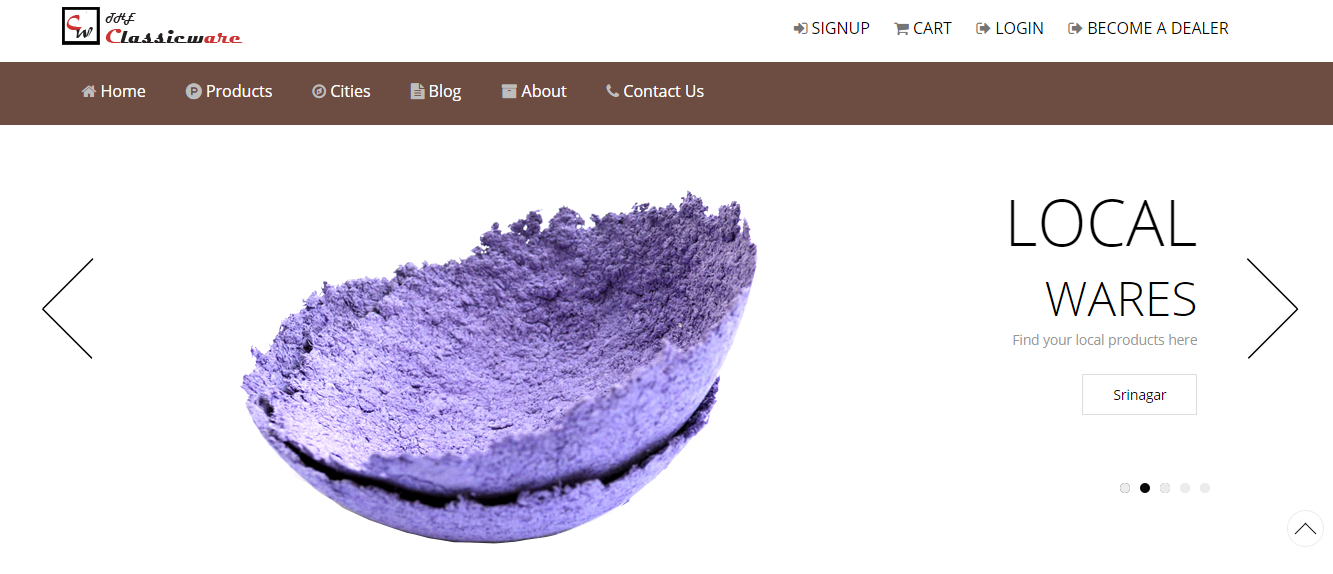 CW THE
Classicware
SIGNUP CART LOGIN BECOME A DEALER
Home Products Cities Blog About Contact Us
LOCAL
WARES
Find your local products here
Srinagar